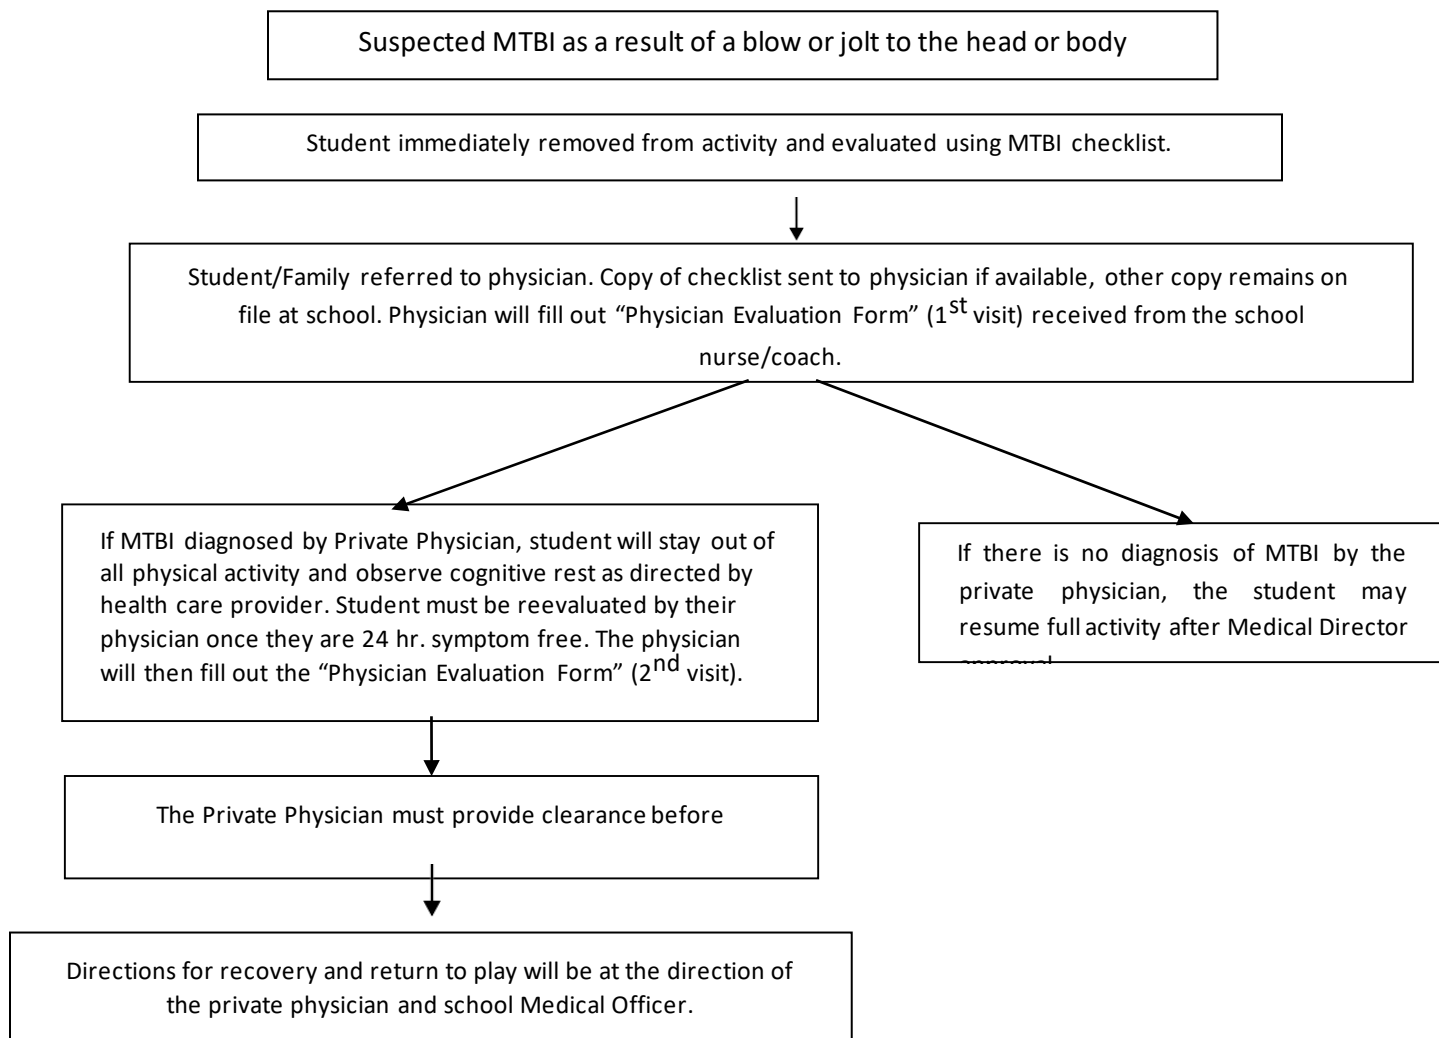 Suspected MTBI as a result of a blow or jolt to the head or body
Student immediately removed from activity and evaluated using MTBI checklist.
Student/Family referred to physician. Copy of checklist sent to physician if available, other copy remains on
file at school. Physician will fill out “Physician Evaluation Form” (1st visit) received from the school
nurse/coach.
If MTBI diagnosed by Private Physician, student will stay out of
all physical activity and observe cognitive rest as directed by
health care provider. Student must be reevaluated by their
physician once they are 24 hr. symptom free. The physician
will then fill out the “Physician Evaluation Form” (2nd visit).
If there is no diagnosis of MTBI by the
private physician, the student may
resume full activity after Medical Director
The Private Physician must provide clearance before
Directions for recovery and return to play will be at the direction of
the private physician and school Medical Officer.